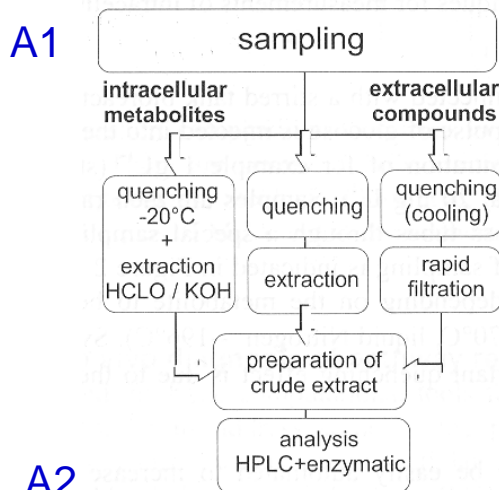 A1
sampling
intracellular
metabolites
extracellular
compounds
quenching
-20°C
+
extraction
HCLO / KOH
quenching
extraction
quenching
(cooling)
rapid
filtration
preparation of
crude extract
analysis
HPLC+enzymatic
A2